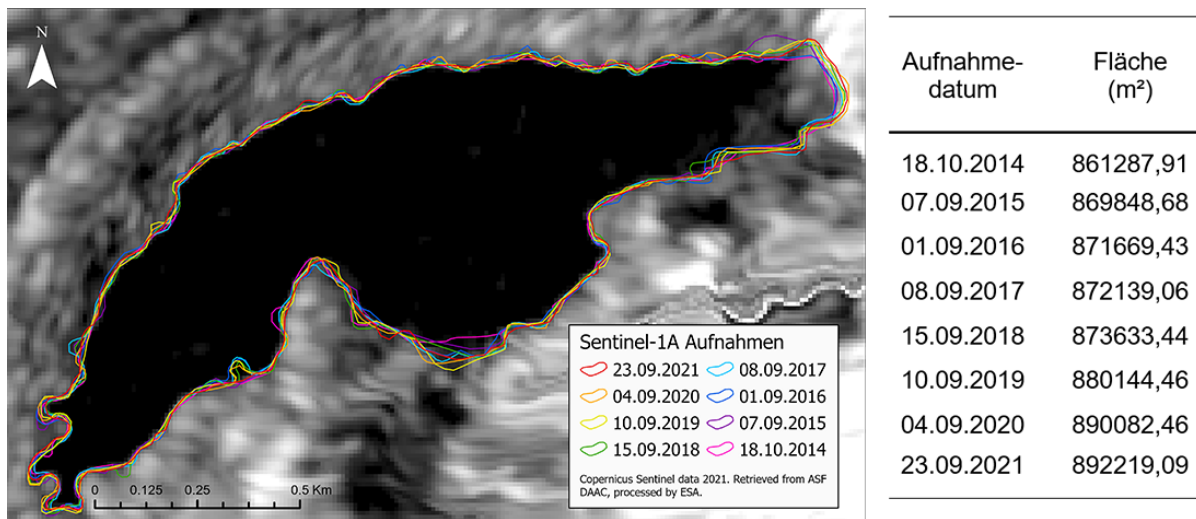 N
Sentinel-1A Aufnahmen
23.09.2021 08.09.2017
04.09.2020 01.09.2016
10.09.2019 07.09.2015
15.09.2018 18.10.2014
Copernicus Sentinel data 2021. Retrieved from ASF
DAAC, processed by ESA.
0 0.125 0.25 0.5 Km
Aufnahme- Fläche
datum (m²)
18.10.2014 861287,91
07.09.2015 869848,68
01.09.2016 871669,43
08.09.2017 872139,06
15.09.2018 873633,44
10.09.2019 880144,46
04.09.2020 890082,46
23.09.2021 892219,09